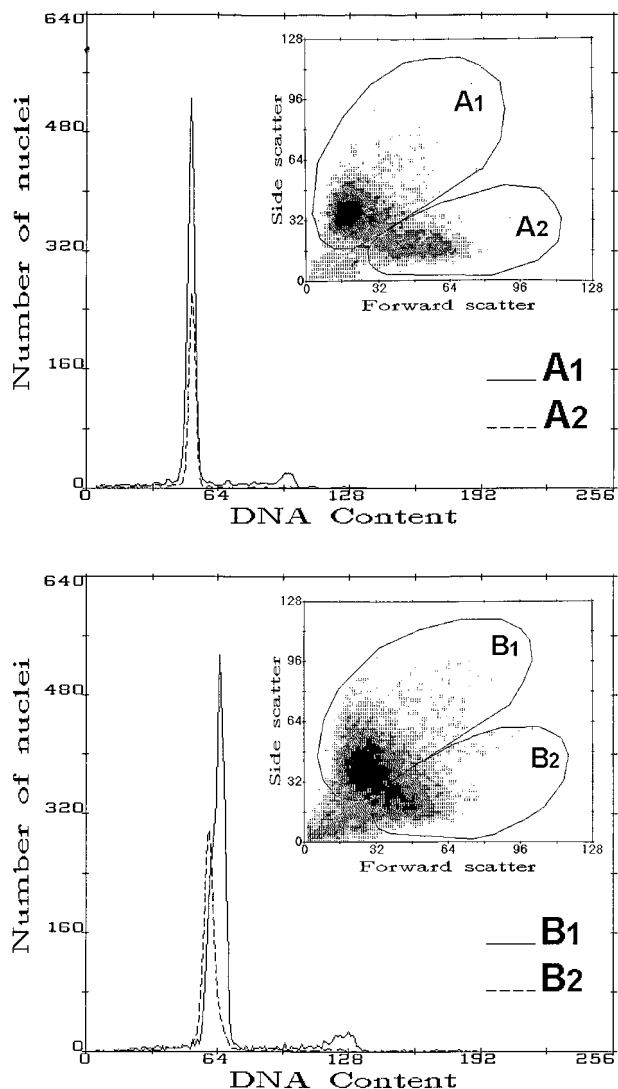 640
480
320
160
0
Number of nuclei
0 64 128 192 256
DNA Content
128
96
64
32
0
Side scatter
0 32 64 96 128
Forward scatter
A1
A2
A1
A2
640
480
320
160
0
Number of nuclei
0 64 128 192 256
DNA Content
128
96
64
32
0
Side scatter
0 32 64 96 128
Forward scatter
B1
B2
B1
B2